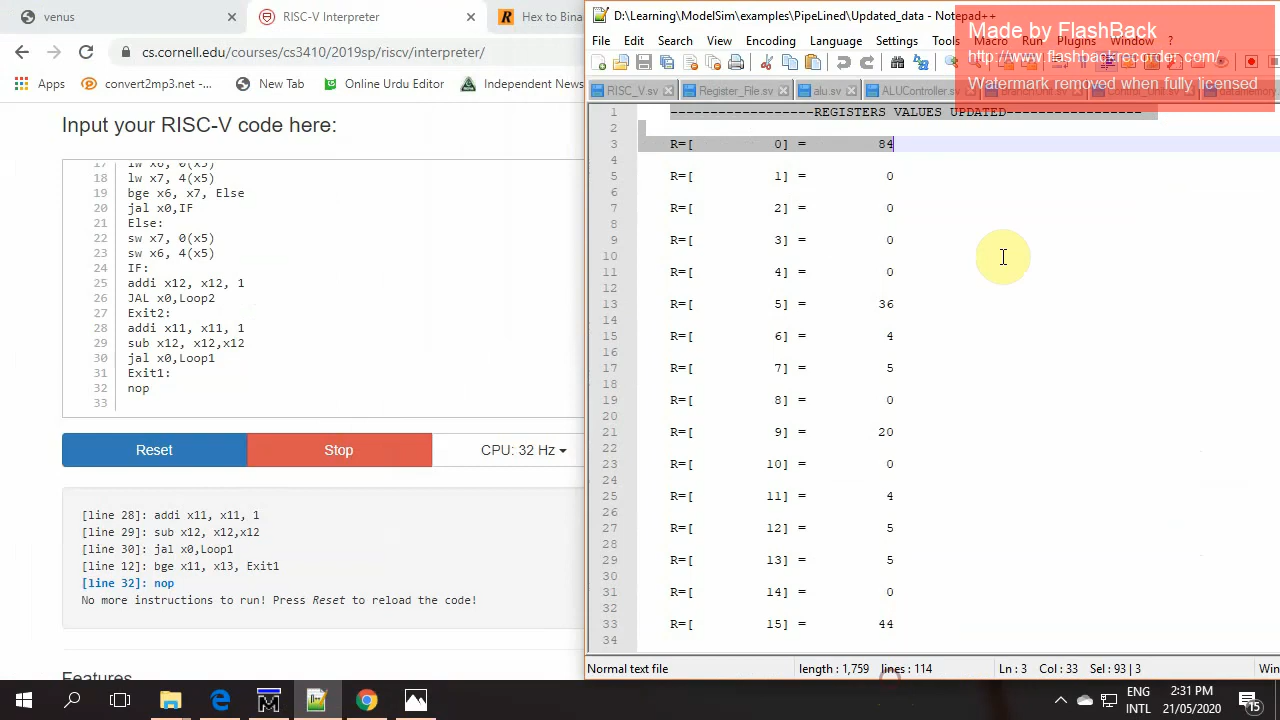 venus
RISC-V Interpreter
Hex to Bina
cs.cornell.edu/courses/cs3410/2019sp/riscv/interpreter/
Apps
convert2mp3.net -...
Online Urdu Editor
New Tab
Independent News
Input your RISC-V code here:
17 lw x6, 0(x5)
18 lw x7, 4(x5)
19 bge x6, x7, Else
20 jal x0,IF
21 Else:
22 sw x7, 0(x5)
23 sw x6, 4(x5)
24 IF:
25 addi x12, x12, 1
26 JAL x0,Loop2
27 Exit2:
28 addi x11, x11, 1
29 sub x12, x12,x12
30 jal x0,Loop1
31 Exit1:
32 nop
33
Reset
Stop
CPU: 32 Hz
[line 28]: addi x11, x11, 1
[line 29]: sub x12, x12,x12
[line 30]: jal x0,Loop1
[line 12]: bge x11, x13, Exit1
[line 32]: nop
No more instructions to run! Press Reset to reload the code!
Features
D:\Learning\ModelSim\examples\PipeLined\Updated_data - Notepad++
File Edit Search View Encoding Language Settings Tools Macro Run Plugins Window ?
Made by FlashBack
http://www.flashbackrecorder.com/
Watermark removed when fully licensed
RISC_V.sv
Register_File.sv
alu.sv
ALUController.sv
1 ------------------REGISTERS VALUES UPDATED-----------------
2
3 R=[ 0] = 84
4
5 R=[ 1] = 0
6
7 R=[ 2] = 0
8
9 R=[ 3] = 0
10
11 R=[ 4] = 0
12
13 R=[ 5] = 36
14
15 R=[ 6] = 4
16
17 R=[ 7] = 5
18
19 R=[ 8] = 0
20
21 R=[ 9] = 20
22
23 R=[ 10] = 0
24
25 R=[ 11] = 4
26
27 R=[ 12] = 5
28
29 R=[ 13] = 5
30
31 R=[ 14] = 0
32
33 R=[ 15] = 44
34
Normal text file
length : 1,759 lines : 114
Ln : 3 Col : 33 Sel : 93 | 3
Win
ENG
INTL
2:31 PM
21/05/2020
15